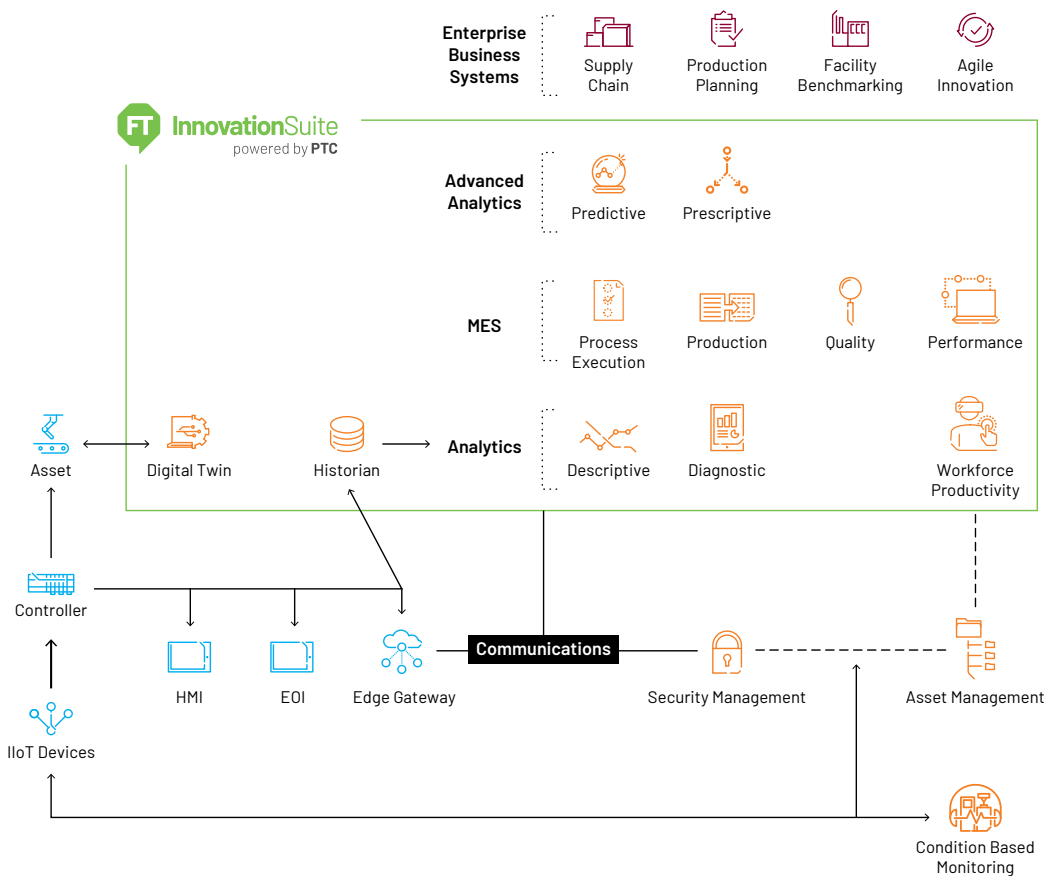 Enterprise
Business
Systems
Supply
Chain
Production
Planning
Facility
Benchmarking
Agile
Innovation
FT
InnovationSuite
powered by PTC
Advanced
Analytics
Predictive
Prescriptive
MES
Process
Execution
Production
Quality
Performance
Asset
Digital Twin
Historian
Analytics
Descriptive
Diagnostic
Workforce
Productivity
Controller
HMI
EOI
Edge Gateway
Communications
Security Management
Asset Management
IIoT Devices
Condition Based
Monitoring